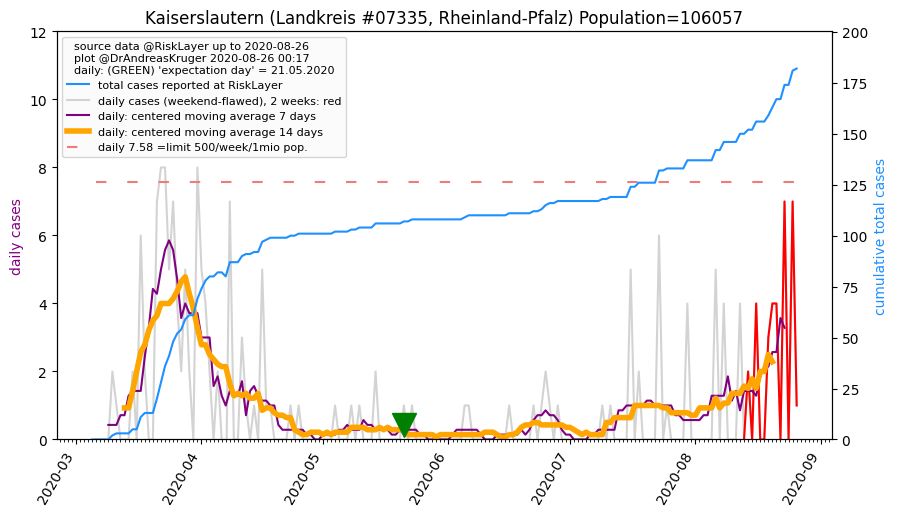 Kaiserslautern (Landkreis #07335, Rheinland-Pfalz) Population=106057
source data @RiskLayer up to 2020-08-26
plot @DrAndreasKruger 2020-08-26 00:17
daily: (GREEN) 'expectation day' = 21.05.2020
total cases reported at RiskLayer
daily cases (weekend-flawed), 2 weeks: red
daily: centered moving average 7 days
daily: centered moving average 14 days
daily 7.58 =limit 500/week/1mio pop.
daily cases
12
10
8
6
4
2
0
cumulative total cases
200
175
150
125
100
75
50
25
0
2020-03
2020-04
2020-05
2020-06
2020-07
2020-08
2020-09